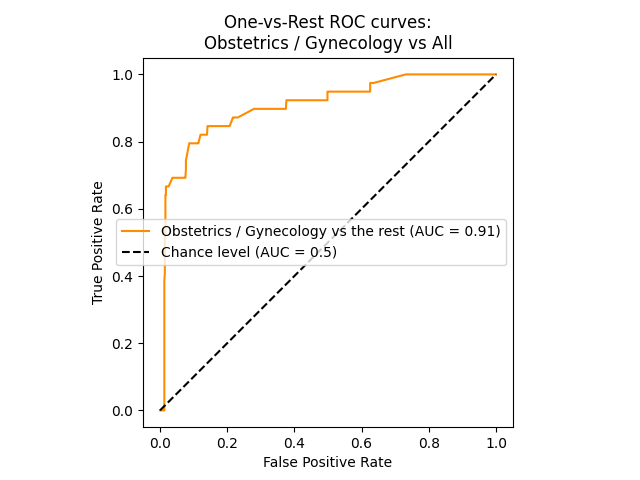 One-vs-Rest ROC curves:
Obstetrics / Gynecology vs All
1.0
0.8
0.6
0.4
0.2
0.0
True Positive Rate
Obstetrics / Gynecology vs the rest (AUC = 0.91)
Chance level (AUC = 0.5)
0.0 0.2 0.4 0.6 0.8 1.0
False Positive Rate